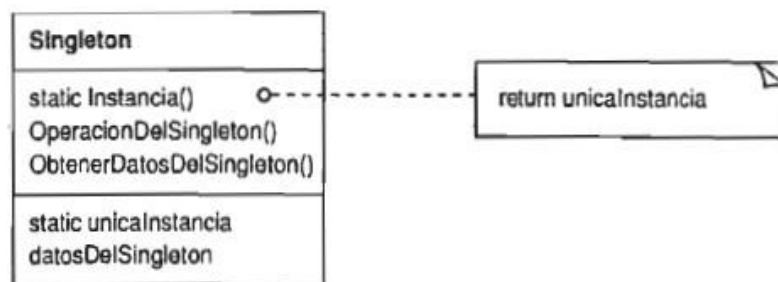 Singleton
static Instancia()
return unicaInstancia
OperacionDelSingleton()
ObtenerDatosDelSingleton()
static unicaInstancia
datosDelSingleton